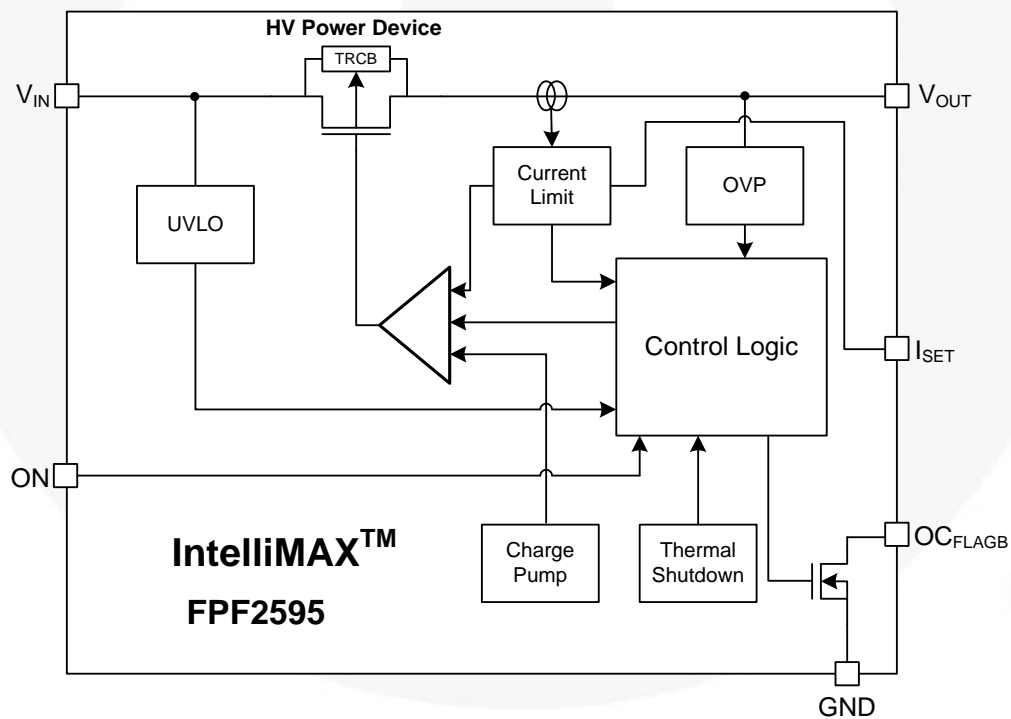 HV Power Device
TRCB
VIN
VOUT
Current
Limit
OVP
UVLO
Control Logic
ISET
ON
IntelliMAX™
FPF2595
Charge
Pump
Thermal
Shutdown
OCFLAGB
GND